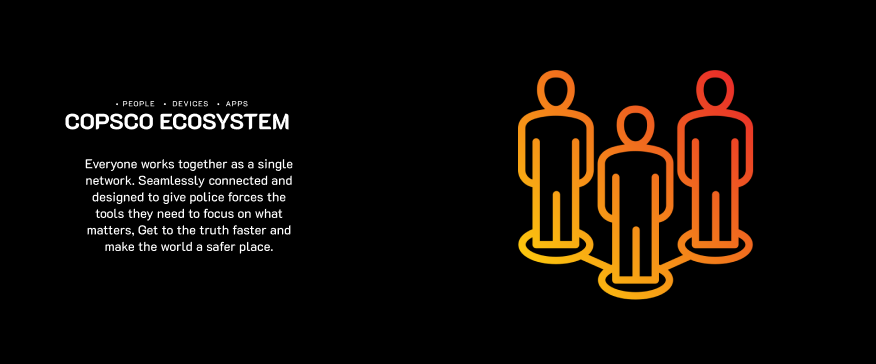 • PEOPLE • DEVICES • APPS
COPSCO ECOSYSTEM
Everyone works together as a single
network. Seamlessly connected and
designed to give police forces the
tools they need to focus on what
matters, Get to the truth faster and
make the world a safer place.